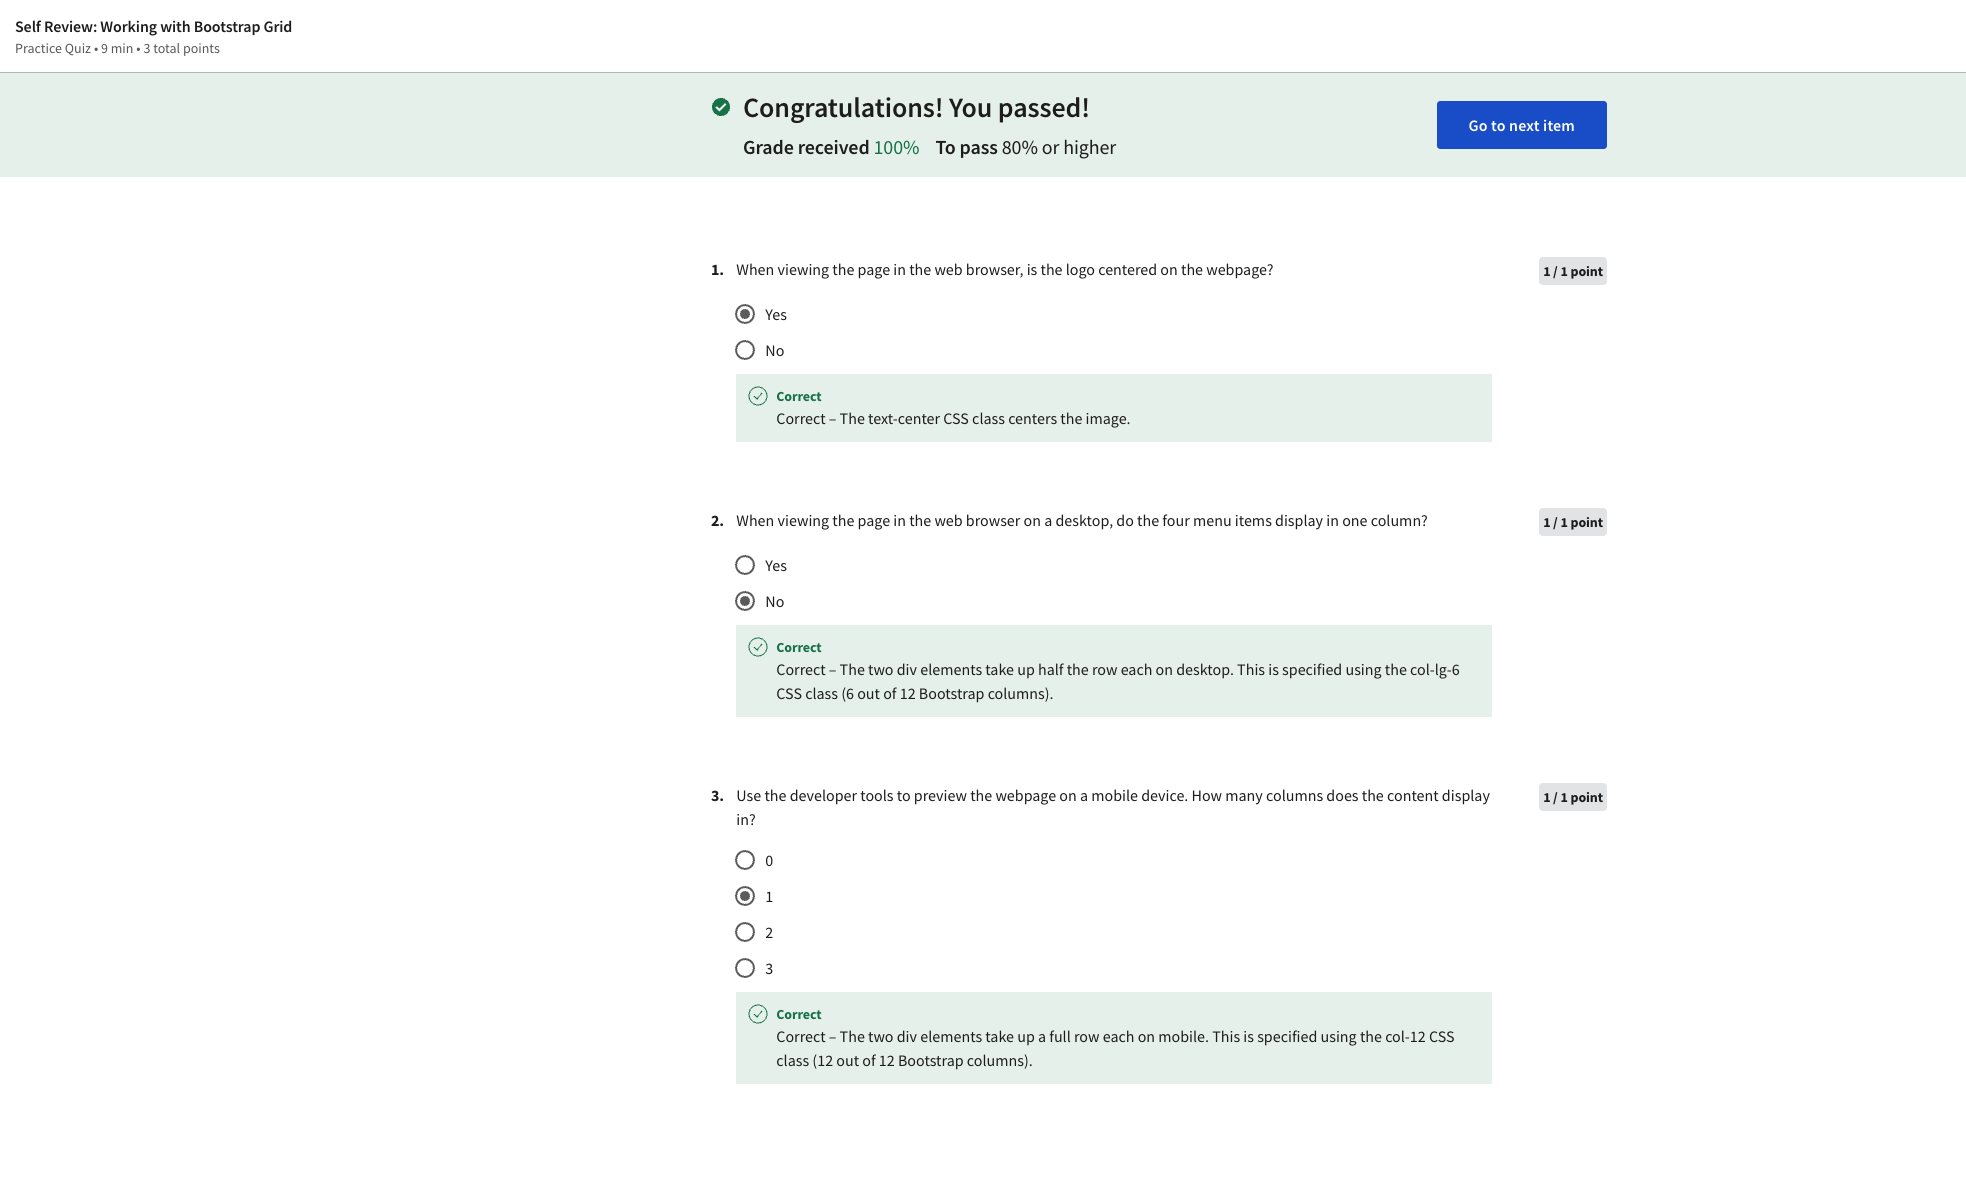 Self Review: Working with Bootstrap Grid
Practice Quiz • 9 min • 3 total points
Congratulations! You passed!
Grade received 100% To pass 80% or higher
Go to next item
1. When viewing the page in the web browser, is the logo centered on the webpage?
1 / 1 point
Yes
No
Correct
Correct – The text-center CSS class centers the image.
2. When viewing the page in the web browser on a desktop, do the four menu items display in one column?
1 / 1 point
Yes
No
Correct
Correct – The two div elements take up half the row each on desktop. This is specified using the col-lg-6
CSS class (6 out of 12 Bootstrap columns).
3. Use the developer tools to preview the webpage on a mobile device. How many columns does the content display
in?
1 / 1 point
0
1
2
3
Correct
Correct – The two div elements take up a full row each on mobile. This is specified using the col-12 CSS
class (12 out of 12 Bootstrap columns).